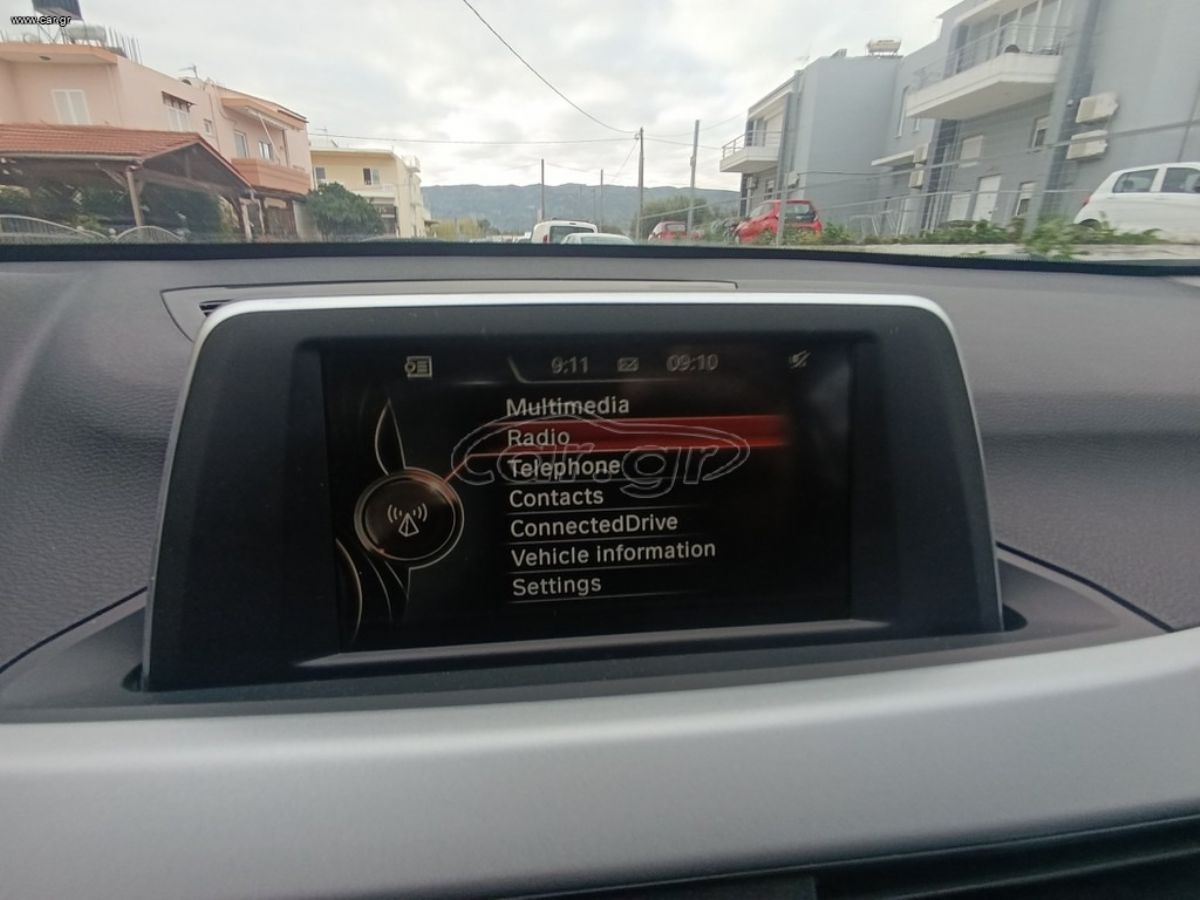 www.car.gr
9:11 09:10
Multimedia
Radio
car.gr
Telephone
Contacts
ConnectedDrive
Vehicle information
Settings